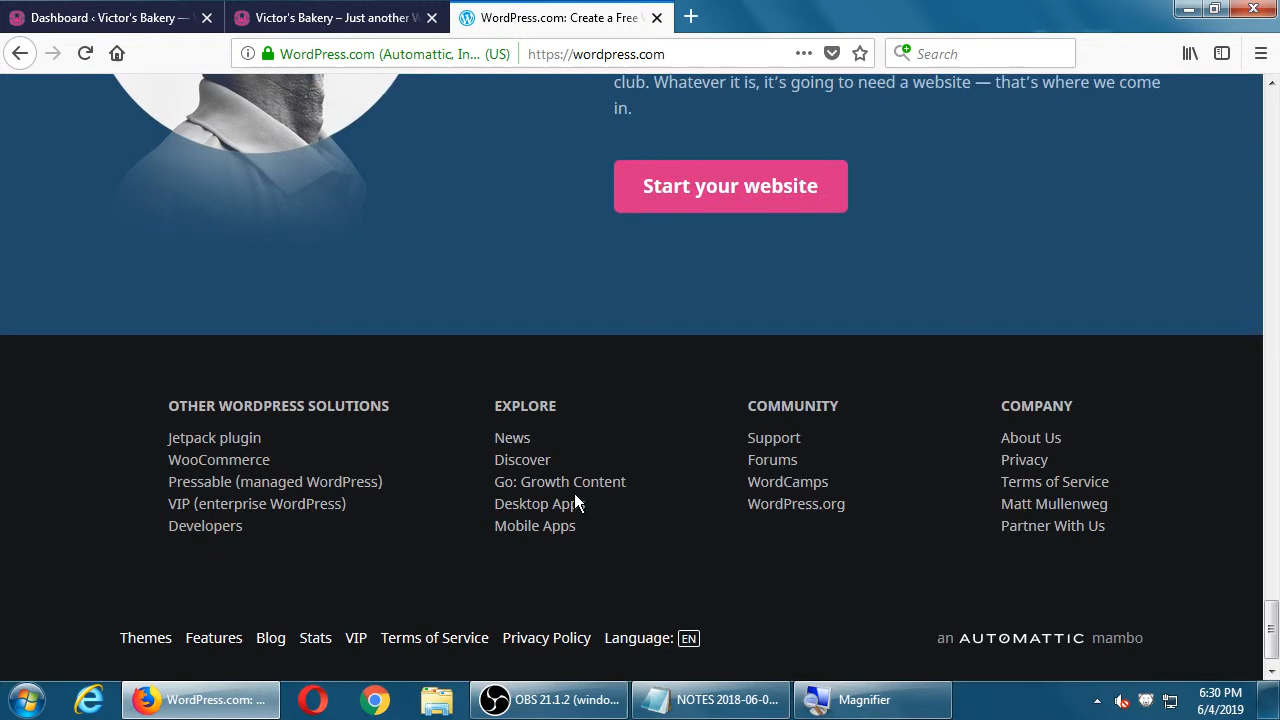 Dashboard ‹ Victor's Bakery —
Victor's Bakery – Just another W
WordPress.com: Create a Free
WordPress.com (Automattic, In... (US)
https://wordpress.com
Search
club. Whatever it is, it's going to need a website — that's where we come
in.
Start your website
OTHER WORDPRESS SOLUTIONS
Jetpack plugin
WooCommerce
Pressable (managed WordPress)
VIP (enterprise WordPress)
Developers
EXPLORE
News
Discover
Go: Growth Content
Desktop Apps
Mobile Apps
COMMUNITY
Support
Forums
WordCamps
WordPress.org
COMPANY
About Us
Privacy
Terms of Service
Matt Mullenweg
Partner With Us
Themes Features Blog Stats VIP Terms of Service Privacy Policy Language: EN
an AUTOMATTIC mambo
WordPress.com: ...
OBS 21.1.2 (windo...
NOTES 2018-06-0...
Magnifier
6:30 PM
6/4/2019